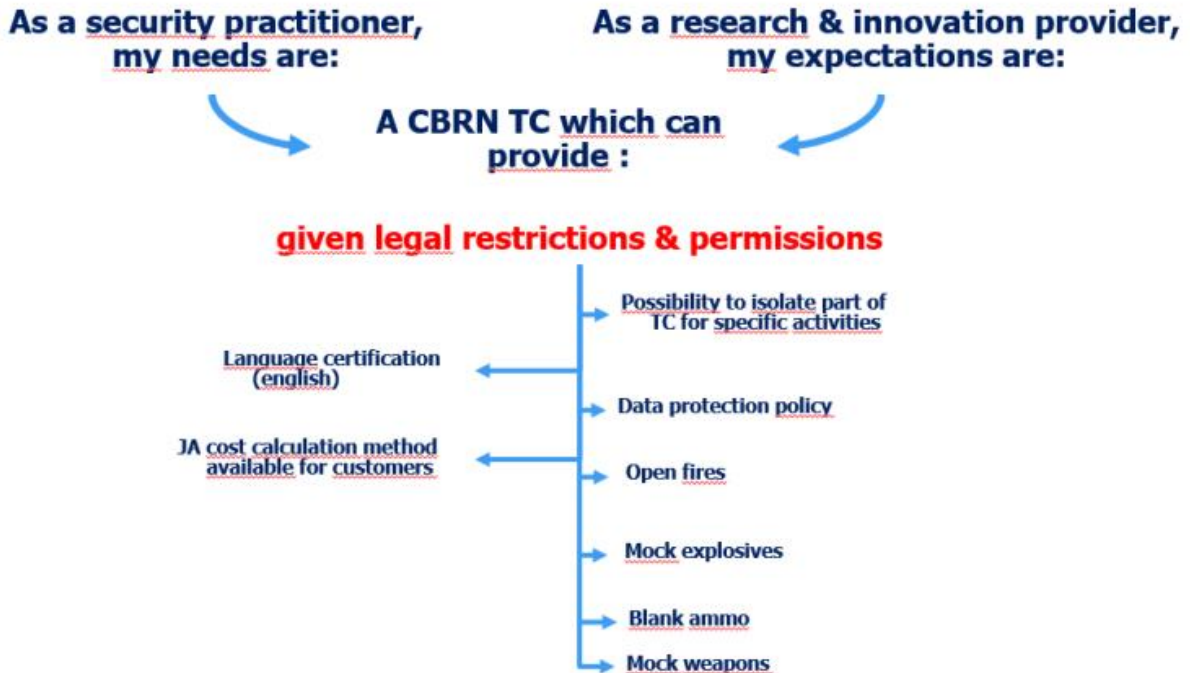 As a security practitioner,
my needs are:
As a research & innovation provider,
my expectations are:
A CBRN TC which can
provide :
given legal restrictions & permissions
Possibility to isolate part of
TC for specific activities
Language certification
(english)
Data protection policy
JA cost calculation method
available for customers
Open fires
Mock explosives
Blank ammo
Mock weapons